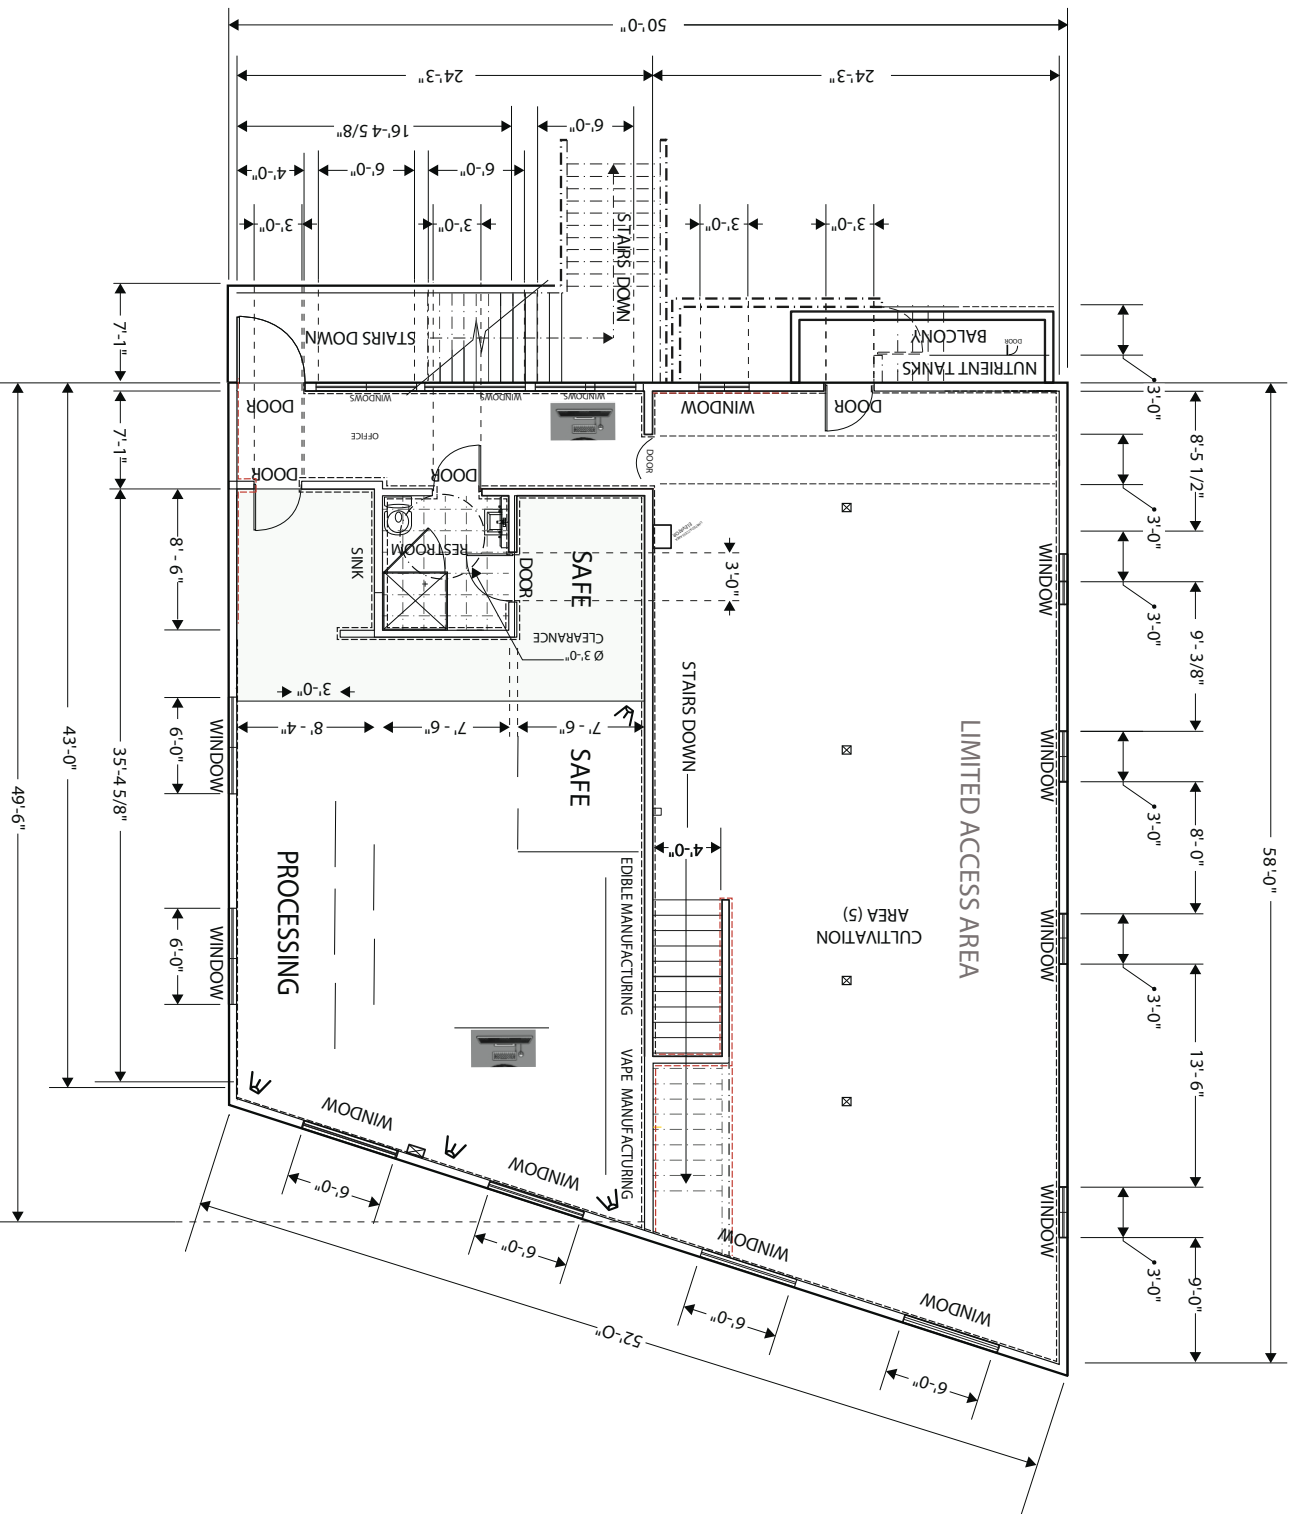 50'-0"
24'-3"
24'-3"
16'-4 5/8"
6'-0"
4'-0"
6'-0"
6'-0"
3'-0"
3'-0"
3'-0"
3'-0"
STAIRS DOWN
STAIRS DOWN
7'-1"
BALCONY
DOOR
NUTRIENT TANKS
3'-0"
DOOR
WINDOWS
WINDOWS
WINDOWS
WINDOW
DOOR
OFFICE
7'-1"
8'-5 1/2"
DOOR
DOOR
DOOR
3'-0"
RESTROOM
SINK
8'- 6"
DOOR
SAFE
3'-0"
WINDOW
3'-0"
CLEARANCE
Ø 3'-0"
9'- 3/8"
3'-0"
8' - 4"
7' - 6"
7' - 6"
STAIRS DOWN
6'-0"
WINDOW
SAFE
WINDOW
43'-0"
35'-4 5/8"
49'-6"
LIMITED ACCESS AREA
3'-0"
8'- 0"
58'-0"
4'-0"
PROCESSING
EDIBLE MANUFACTURING
CULTIVATION
AREA (5)
6'-0"
WINDOW
WINDOW
3'-0"
VAPE MANUFACTURING
13'- 6"
WINDOW
WINDOW
WINDOW
WINDOW
WINDOW
3'-0"
9'-0"
6'-0"
6'-0"
6'-0"
6'-0"
52'-O"